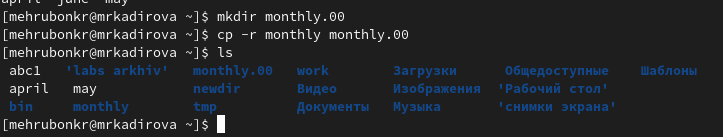 april  june  may
[mehrubonkr@mrkadirova ~]$ mkdir monthly.00
[mehrubonkr@mrkadirova ~]$ cp -r monthly monthly.00
[mehrubonkr@mrkadirova ~]$ ls
abc1 'labs arkhiv' monthly.00 work Загрузки Общедоступные Шаблоны
april may newdir Видео Изображения 'Рабочий стол'
bin monthly tmp Документы Музыка 'снимки экрана'
[mehrubonkr@mrkadirova ~]$